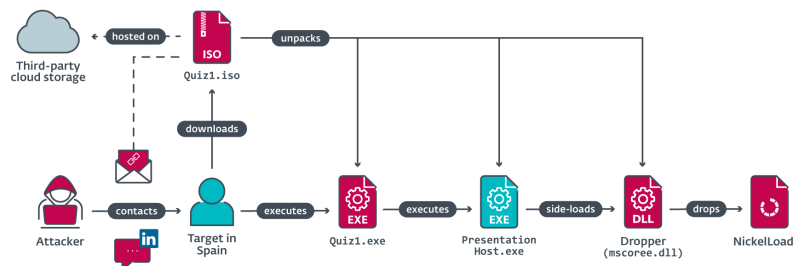 hosted on
ISO
unpacks
Third-party
cloud storage
Quiz1.iso
downloads
contacts
executes
EXE
executes
EXE
side-loads
DLL
drops
Attacker
in
...
Target in
Spain
Quiz1.exe
Presentation
Host.exe
Dropper
(mscoree.dll)
NickelLoad